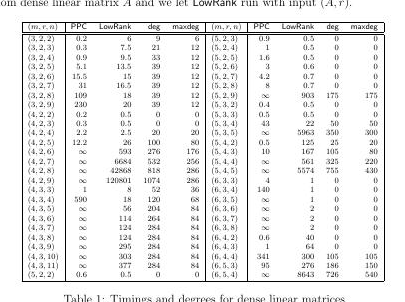 om dense linear matrix A and we let LowRank run with input (A, r).
(m, r, n) PPC LowRank deg maxdeg (m, r, n) PPC LowRank deg maxdeg
(3, 2, 2) 0.2 6 9 6 (5, 2, 3) 0.9 0.5 0 0
(3, 2, 3) 0.3 7.5 21 12 (5, 2, 4) 1 0.5 0 0
(3, 2, 4) 0.9 9.5 33 12 (5, 2, 5) 1.6 0.5 0 0
(3, 2, 5) 5.1 13.5 39 12 (5, 2, 6) 3 0.6 0 0
(3, 2, 6) 15.5 15 39 12 (5, 2, 7) 4.2 0.7 0 0
(3, 2, 7) 31 16.5 39 12 (5, 2, 8) 8 0.7 0 0
(3, 2, 8) 109 18 39 12 (5, 2, 9) ∞ 903 175 175
(3, 2, 9) 230 20 39 12 (5, 3, 2) 0.4 0.5 0 0
(4, 2, 2) 0.2 0.5 0 0 (5, 3, 3) 0.5 0.5 0 0
(4, 2, 3) 0.3 0.5 0 0 (5, 3, 4) 43 22 50 50
(4, 2, 4) 2.2 2.5 20 20 (5, 3, 5) ∞ 5963 350 300
(4, 2, 5) 12.2 26 100 80 (5, 4, 2) 0.5 125 25 20
(4, 2, 6) ∞ 593 276 176 (5, 4, 3) 10 167 105 80
(4, 2, 7) ∞ 6684 532 256 (5, 4, 4) ∞ 561 325 220
(4, 2, 8) ∞ 42868 818 286 (5, 4, 5) ∞ 5574 755 430
(4, 2, 9) ∞ 120801 1074 286 (6, 3, 3) 4 1 0 0
(4, 3, 3) 1 8 52 36 (6, 3, 4) 140 1 0 0
(4, 3, 4) 590 18 120 68 (6, 3, 5) ∞ 1 0 0
(4, 3, 5) ∞ 56 204 84 (6, 3, 6) ∞ 2 0 0
(4, 3, 6) ∞ 114 264 84 (6, 3, 7) ∞ 2 0 0
(4, 3, 7) ∞ 124 284 84 (6, 3, 8) ∞ 2 0 0
(4, 3, 8) ∞ 124 284 84 (6, 4, 2) 0.6 40 0 0
(4, 3, 9) ∞ 295 284 84 (6, 4, 3) 1 64 0 0
(4, 3, 10) ∞ 303 284 84 (6, 4, 4) 341 300 105 105
(4, 3, 11) ∞ 377 284 84 (6, 5, 3) 95 276 186 150
(5, 2, 2) 0.6 0.5 0 0 (6, 5, 4) ∞ 8643 726 540
Table 1: Timings and degrees for dense linear matrices